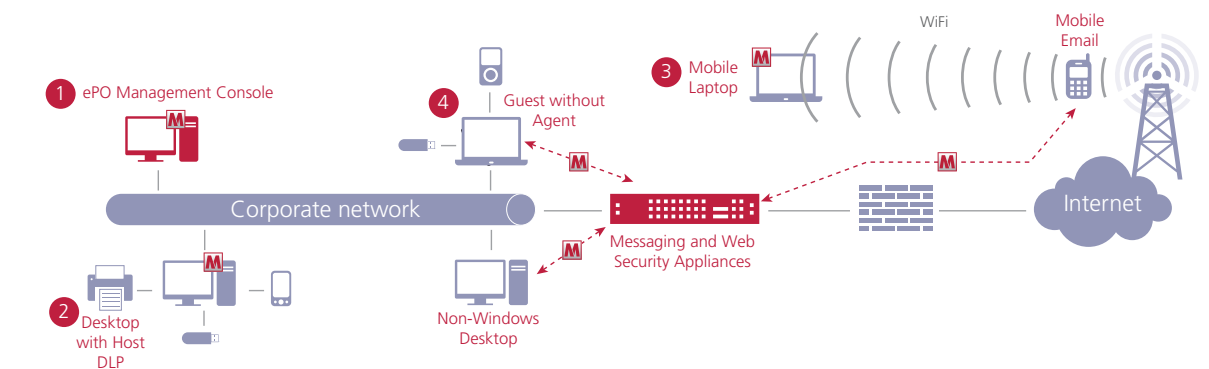 1
ePO Management Console
M
4
Guest without
Agent
M
3
Mobile
Laptop
M
WiFi
Mobile
Email
M
Corporate network
Messaging and Web
Security Appliances
Internet
2
Desktop
with Host
DLP
M
Non-Windows
Desktop
M